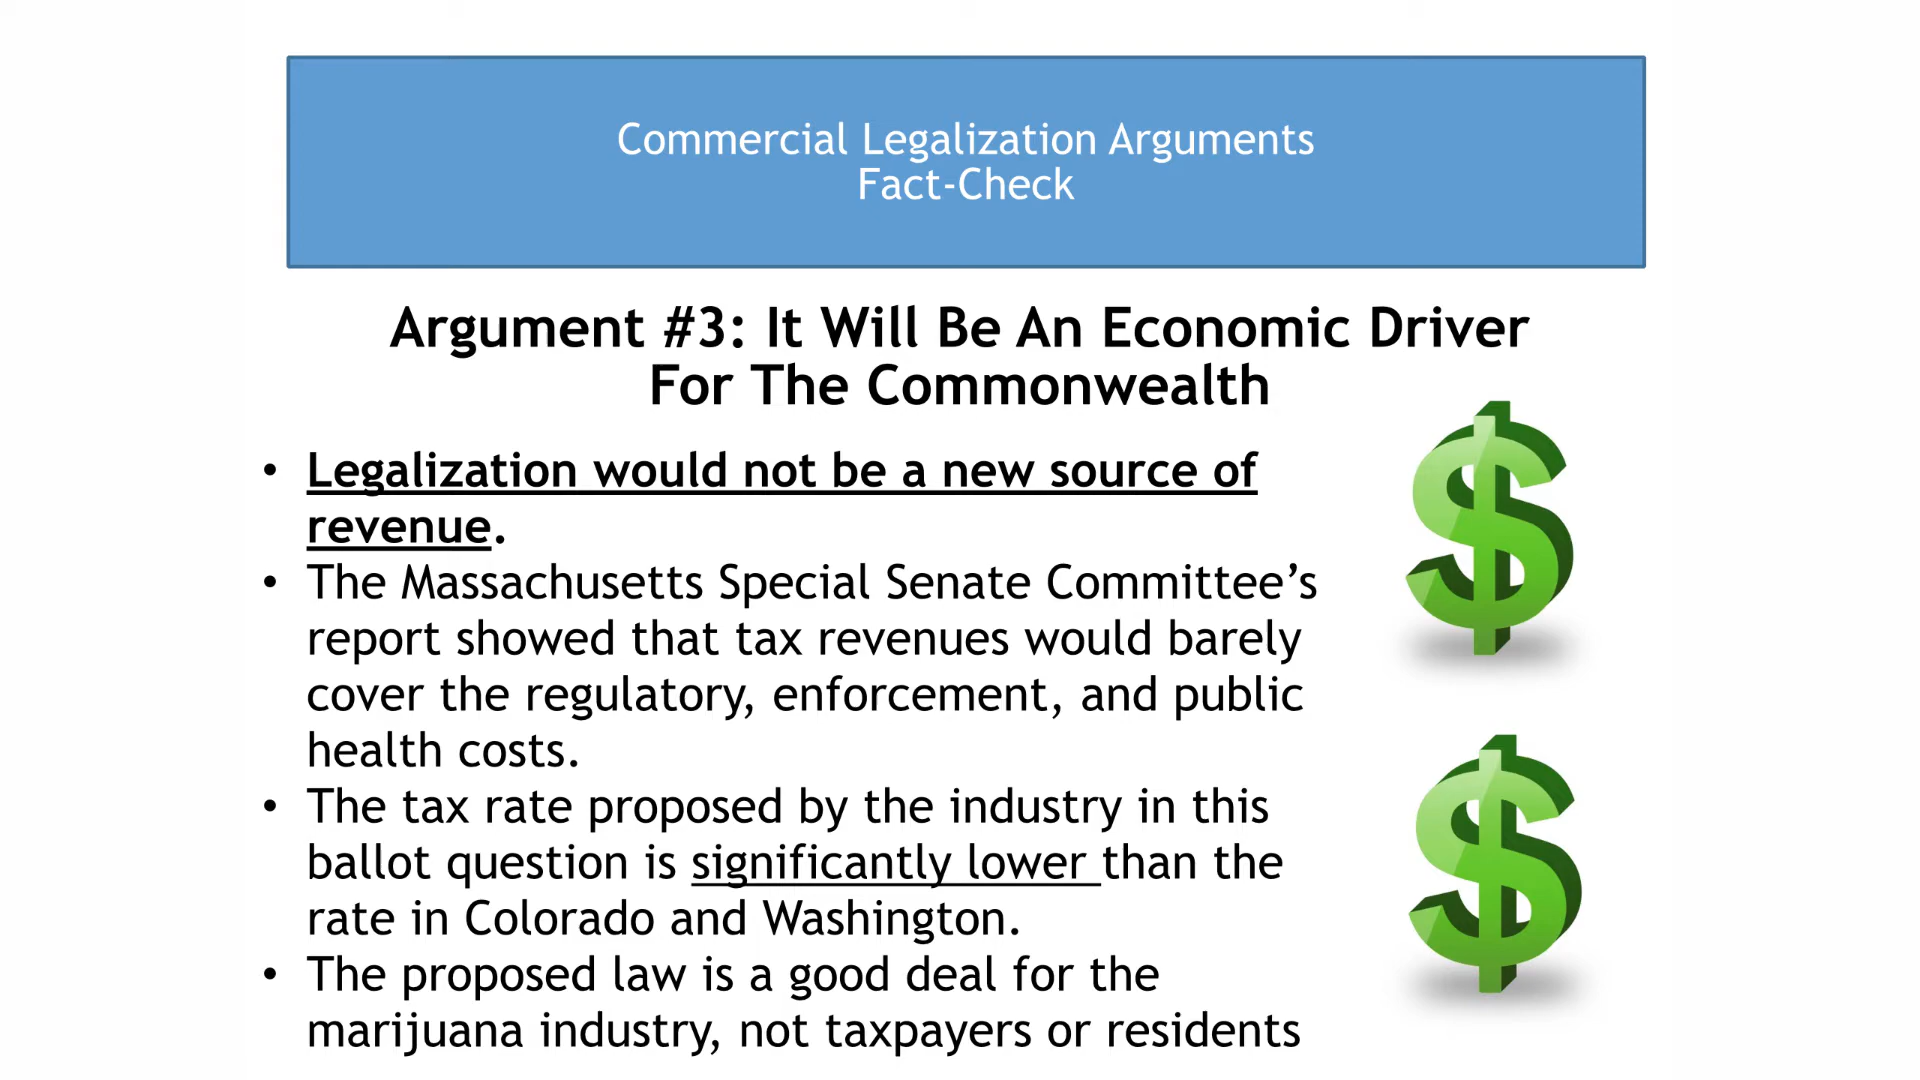 Commercial Legalization Arguments
Fact-Check
Argument #3: It Will Be An Economic Driver
For The Commonwealth
• Legalization would not be a new source of
revenue.
• The Massachusetts Special Senate Committee’s
report showed that tax revenues would barely
cover the regulatory, enforcement, and public
health costs.
• The tax rate proposed by the industry in this
ballot question is significantly lower than the
rate in Colorado and Washington.
• The proposed law is a good deal for the
marijuana industry, not taxpayers or residents